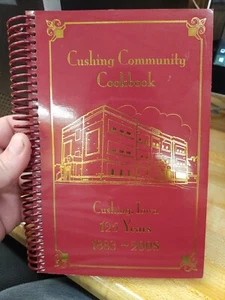 Cushing Community
Cookbook
Cushing, Iowa
125 Years
1883 ~ 2008